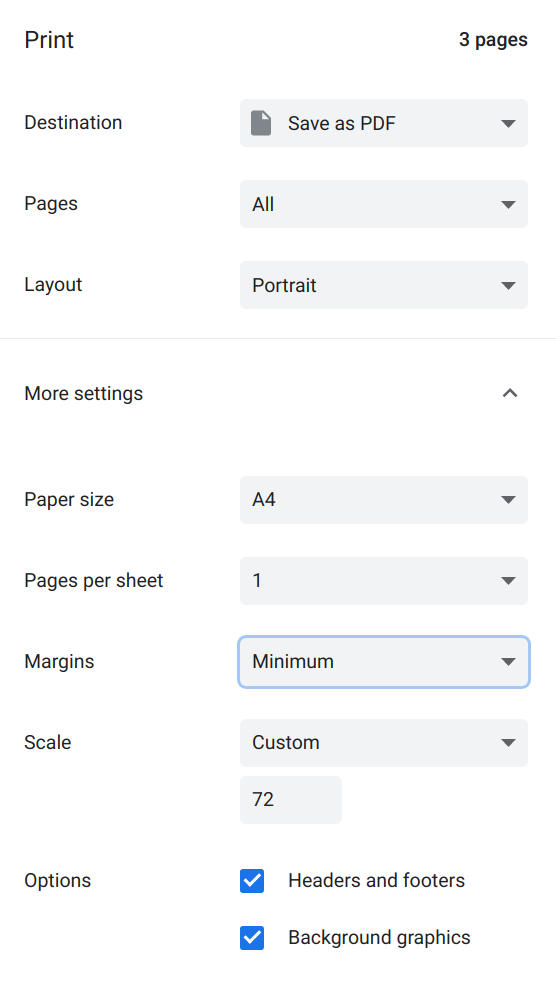 Print 3 pages
Destination Save as PDF
Pages All
Layout Portrait
More settings
Paper size A4
Pages per sheet 1
Margins Minimum
Scale Custom
72
Options Headers and footers
Background graphics